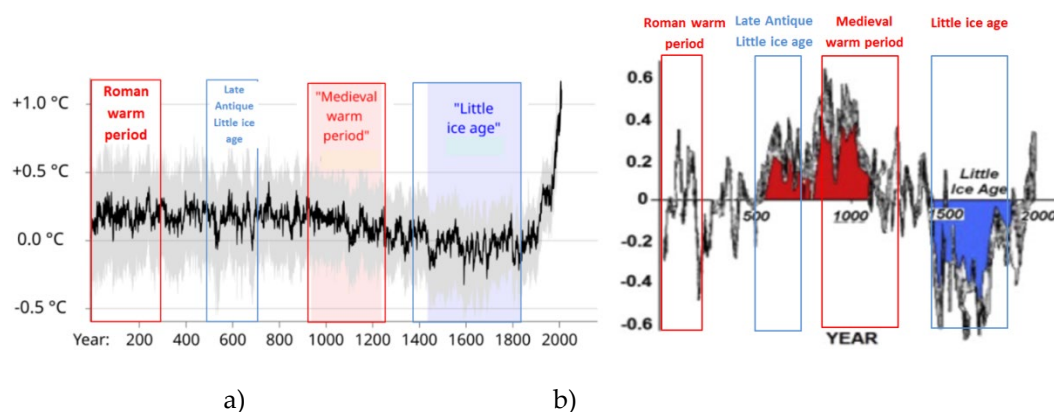 +1.0 °C
+0.5 °C
0.0 °C
-0.5 °C
Roman
warm
period
Late
Antique
Little ice
age
"Medieval
warm
period"
"Little
ice age"
Year: 200 400 600 800 1000 1200 1400 1600 1800 2000
a)
Roman warm
period
Late Antique
Little ice age
Medieval
warm period
Little ice age
0.6
0.4
0.2
0
-0.2
-0.4
-0.6
Little
Ice Age
500 1000 1500 2000
YEAR
b)